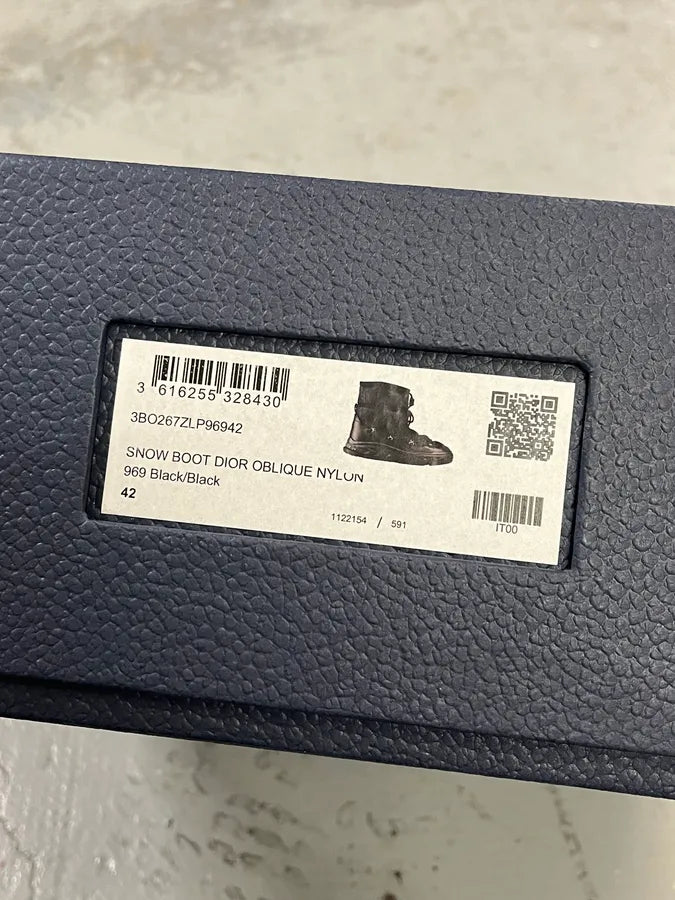 3 616255 328430
3BO267ZLP96942
SNOW BOOT DIOR OBLIQUE NYLON
969 Black/Black
42
1122154 / 591
IT00